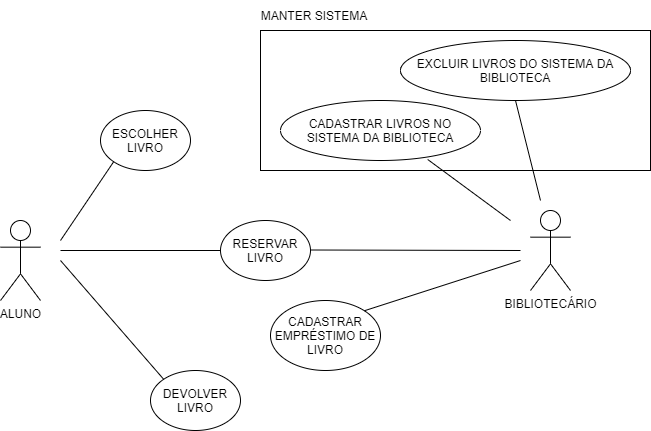 MANTER SISTEMA
EXCLUIR LIVROS DO SISTEMA DA
BIBLIOTECA
CADASTRAR LIVROS NO
SISTEMA DA BIBLIOTECA
ESCOLHER
LIVRO
RESERVAR
LIVRO
ALUNO
BIBLIOTECÁRIO
CADASTRAR
EMPRÉSTIMO DE
LIVRO
DEVOLVER
LIVRO